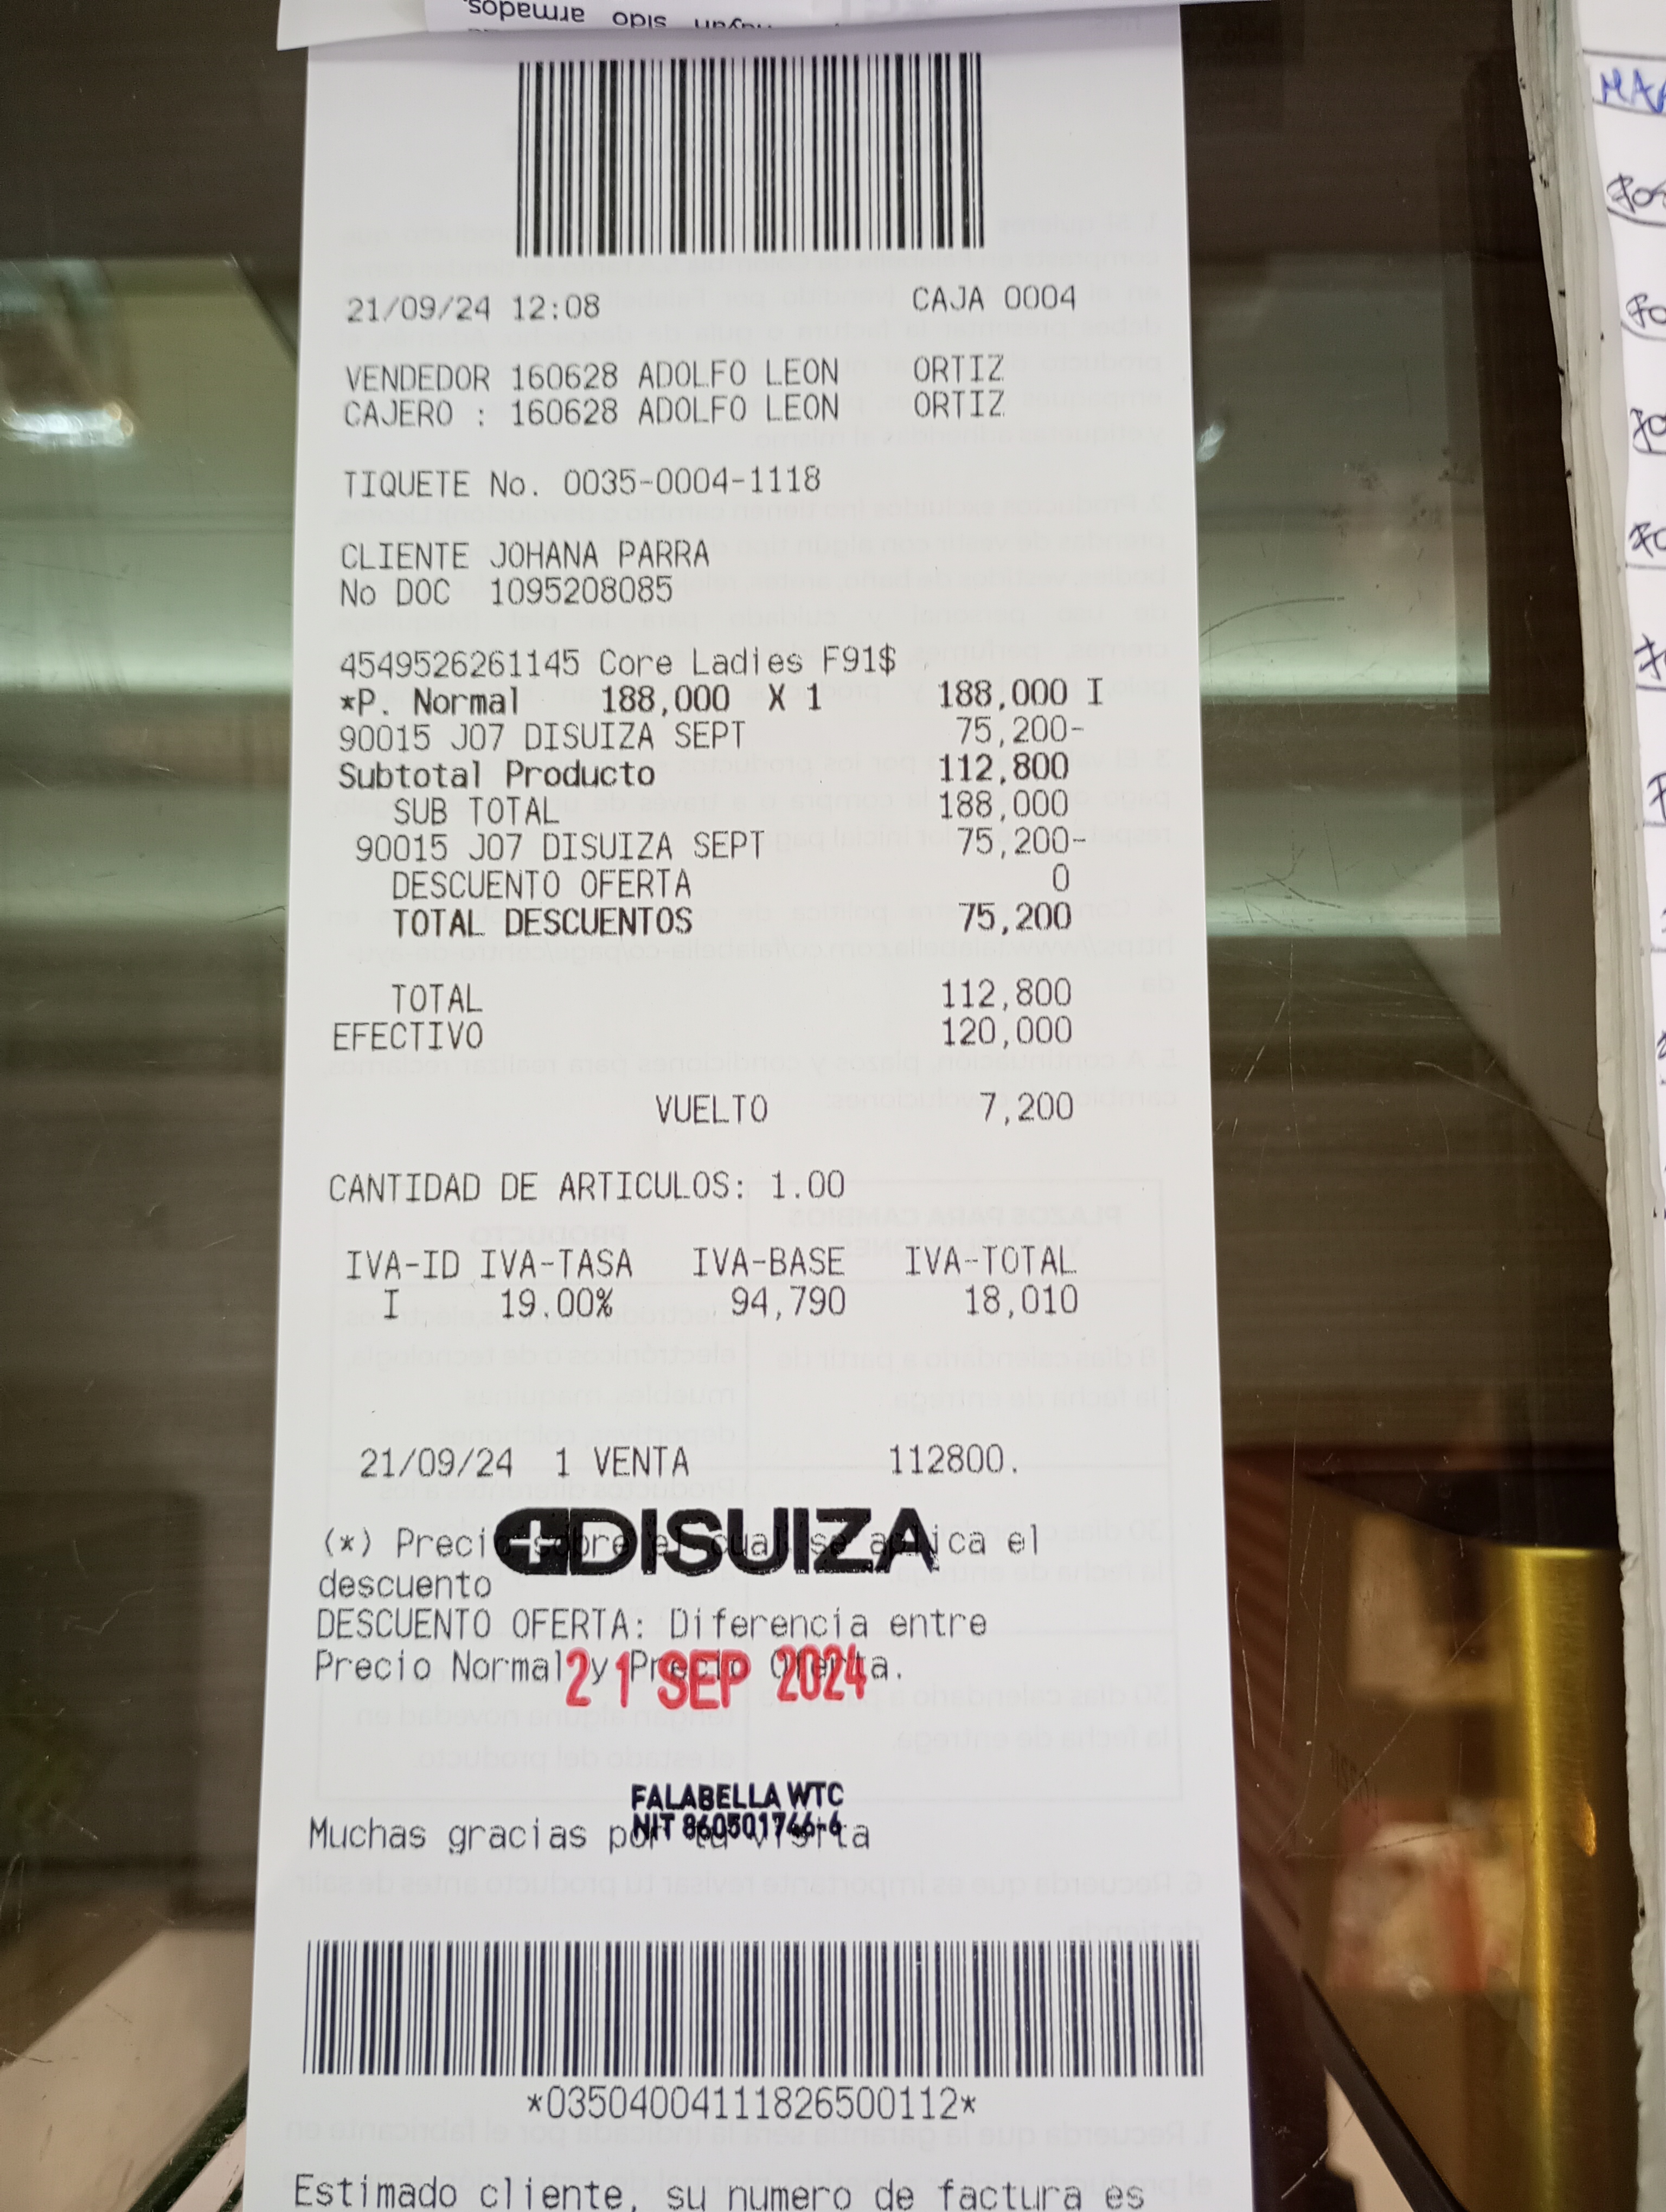 sido armados.
21/09/24 12:08 CAJA 0004
VENDEDOR 160628 ADOLFO LEON ORTIZ
CAJERO : 160628 ADOLFO LEON ORTIZ
TIQUETE No. 0035-0004-1118
CLIENTE JOHANA PARRA
No DOC 1095208085
4549526261145 Core Ladies F91$
*P. Normal 188,000 X 1 188,000 I
90015 J07 DISUIZA SEPT 75,200-
Subtotal Producto 112,800
SUB TOTAL 188,000
90015 J07 DISUIZA SEPT 75,200-
DESCUENTO OFERTA 0
TOTAL DESCUENTOS 75,200
TOTAL 112,800
EFECTIVO 120,000
VUELTO 7,200
CANTIDAD DE ARTICULOS: 1.00
IVA-ID IVA-TASA IVA-BASE IVA-TOTAL
I 19.00% 94,790 18,010
21/09/24 1 VENTA 112800.
DISUIZA
(*) Precio sobre el cual se aplica el
descuento
DESCUENTO OFERTA: Diferencia entre
Precio Normal y Precio Oferta.
21 SEP 2024
FALABELLA WTC
NIT 860501766-6
Muchas gracias por tu visita
*03504004111826500112*
Estimado cliente, su numero de factura es